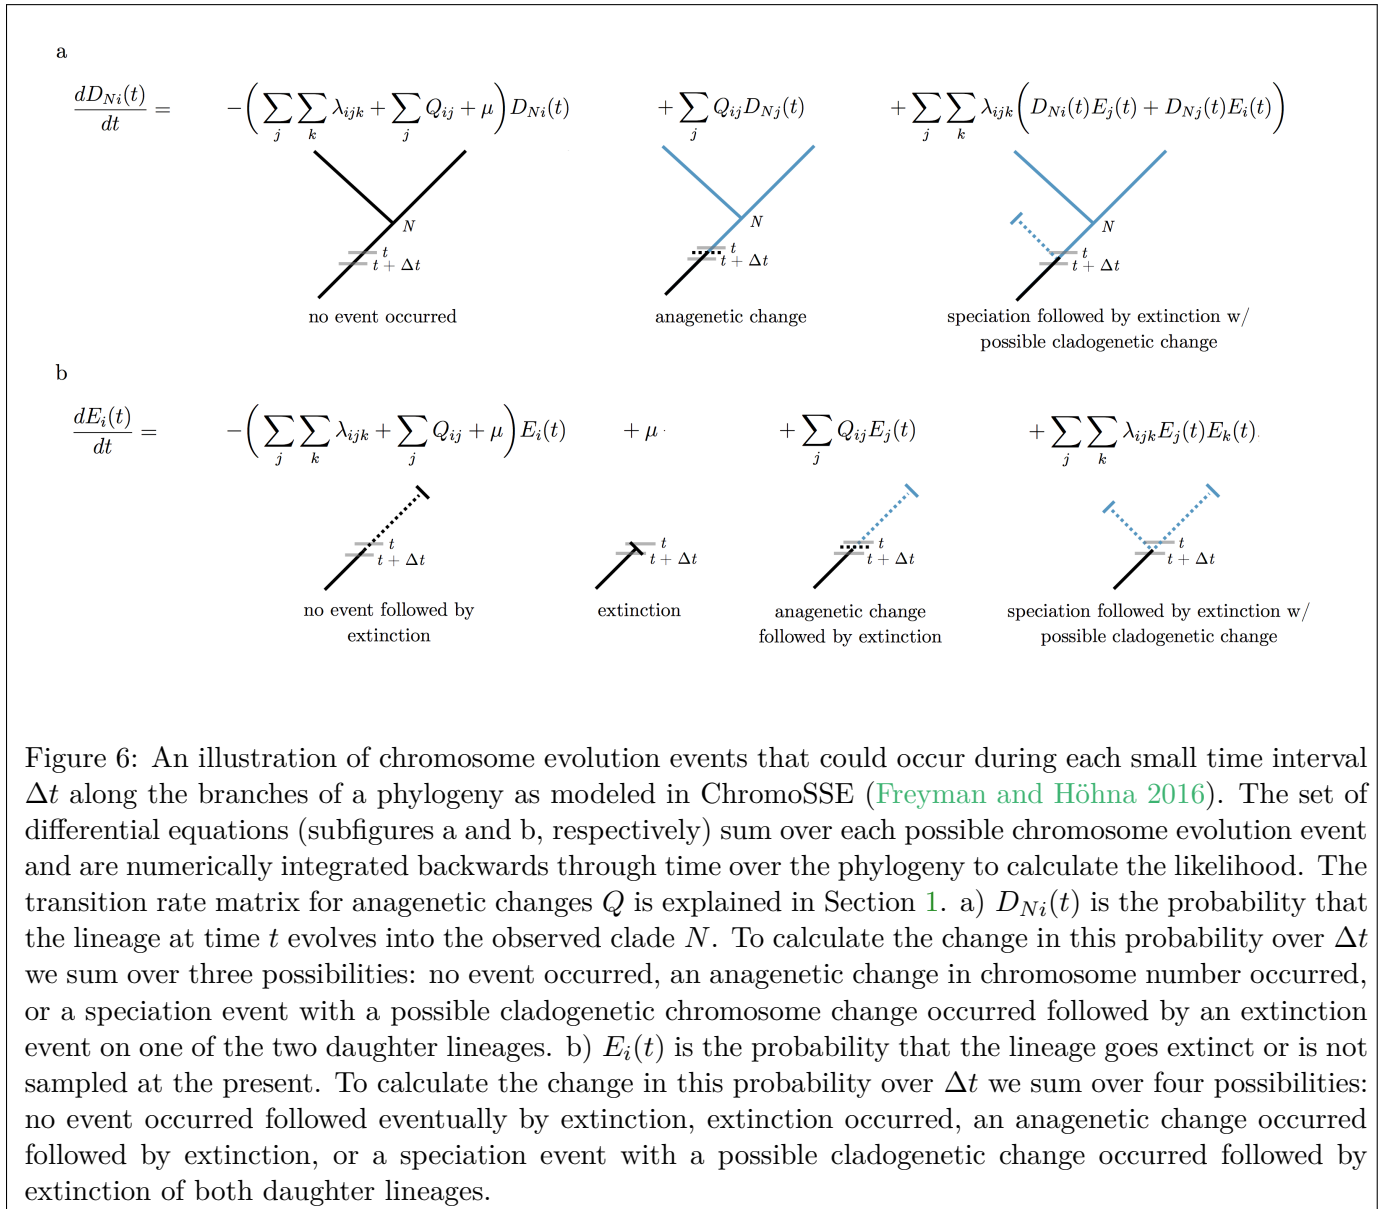 a
dD_{Ni}(t)/dt = −(∑_j ∑_k λ_{ijk} + ∑_j Q_{ij} + μ) D_{Ni}(t) + ∑_j Q_{ij} D_{Nj}(t) + ∑_j ∑_k λ_{ijk} (D_{Ni}(t)E_j(t) + D_{Nj}(t)E_i(t))
N N N
t t t
t + Δt t + Δt t + Δt
no event occurred anagenetic change speciation followed by extinction w/
possible cladogenetic change
b
dE_i(t)/dt = −(∑_j ∑_k λ_{ijk} + ∑_j Q_{ij} + μ) E_i(t) + μ + ∑_j Q_{ij} E_j(t) + ∑_j ∑_k λ_{ijk} E_j(t)E_k(t)
t t t t
t + Δt t + Δt t + Δt t + Δt
no event followed by extinction anagenetic change speciation followed by extinction w/
extinction followed by extinction possible cladogenetic change
Figure 6: An illustration of chromosome evolution events that could occur during each small time interval
Δt along the branches of a phylogeny as modeled in ChromoSSE (Freyman and Höhna 2016). The set of
differential equations (subfigures a and b, respectively) sum over each possible chromosome evolution event
and are numerically integrated backwards through time over the phylogeny to calculate the likelihood. The
transition rate matrix for anagenetic changes Q is explained in Section 1. a) D_{Ni}(t) is the probability that
the lineage at time t evolves into the observed clade N. To calculate the change in this probability over Δt
we sum over three possibilities: no event occurred, an anagenetic change in chromosome number occurred,
or a speciation event with a possible cladogenetic chromosome change occurred followed by an extinction
event on one of the two daughter lineages. b) E_i(t) is the probability that the lineage goes extinct or is not
sampled at the present. To calculate the change in this probability over Δt we sum over four possibilities:
no event occurred followed eventually by extinction, extinction occurred, an anagenetic change occurred
followed by extinction, or a speciation event with a possible cladogenetic change occurred followed by
extinction of both daughter lineages.